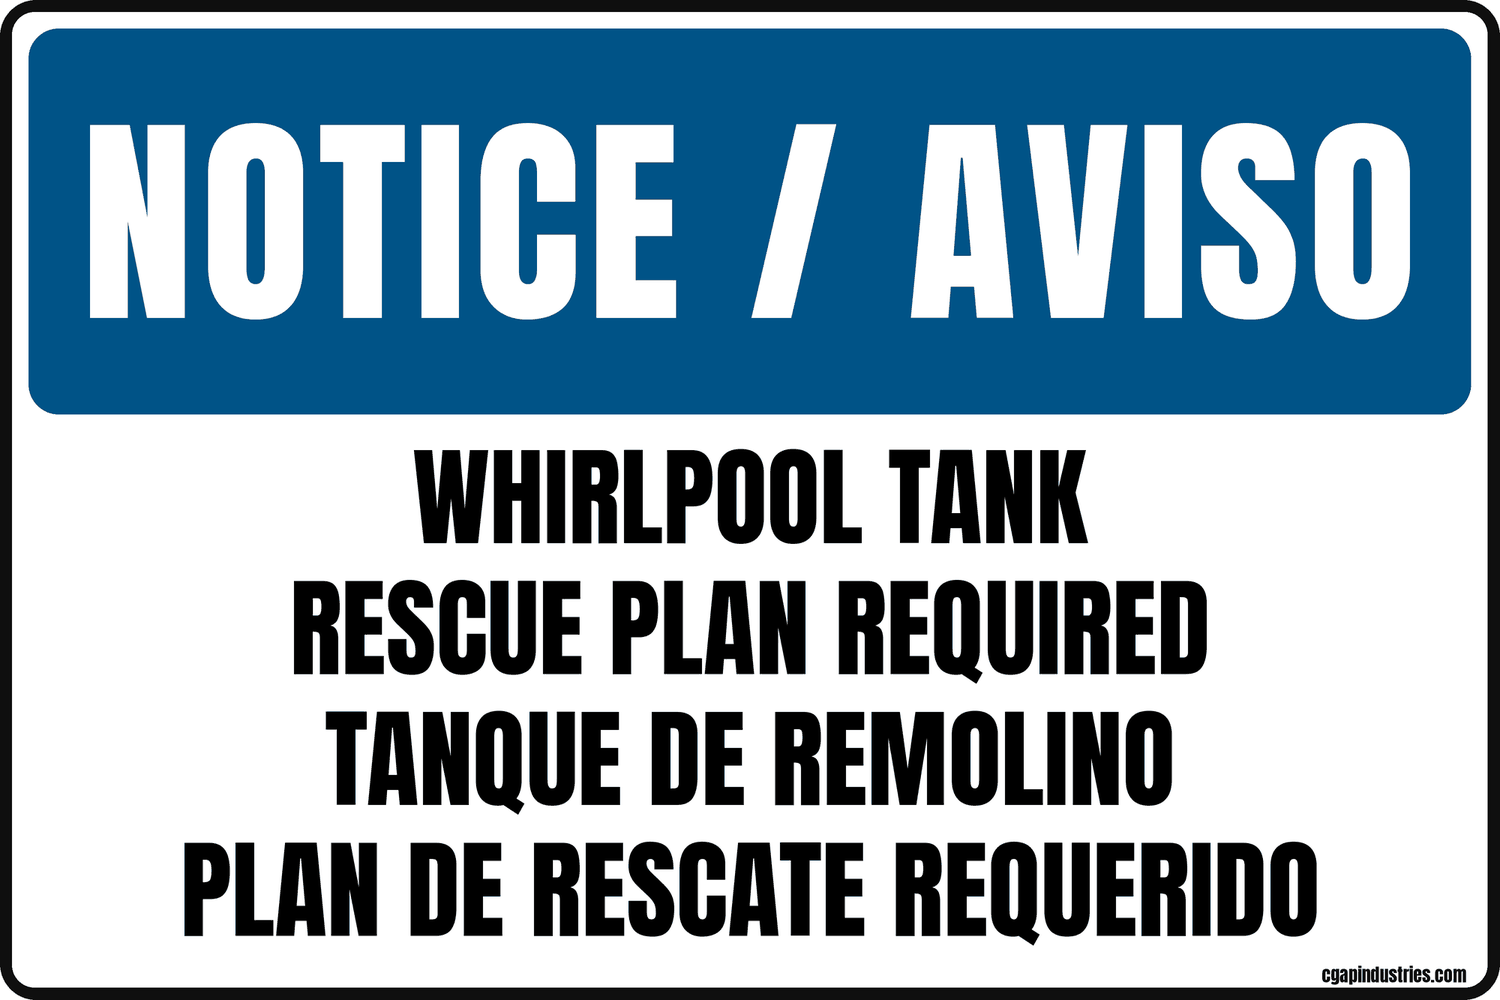 NOTICE / AVISO
WHIRLPOOL TANK
RESCUE PLAN REQUIRED
TANQUE DE REMOLINO
PLAN DE RESCATE REQUERIDO
cgapindustries.com